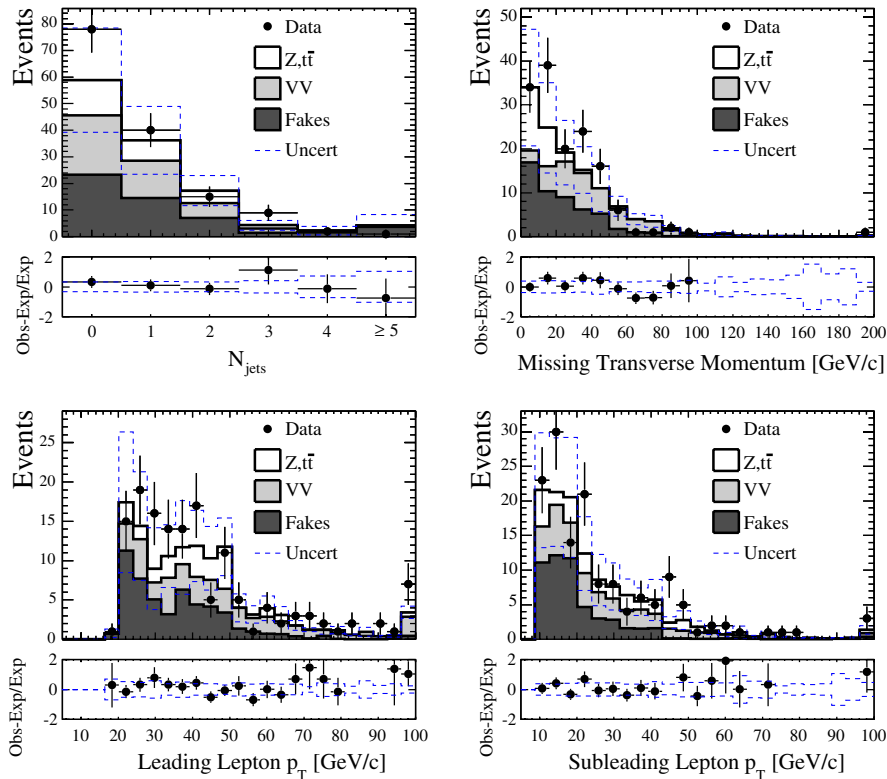 Events
80
70
60
50
40
30
20
10
0
Data
Z,tt̄
VV
Fakes
Uncert
Obs-Exp/Exp
2
0
-2
0 1 2 3 4 ≥ 5
N_jets
Events
50
40
30
20
10
0
Data
Z,tt̄
VV
Fakes
Uncert
Obs-Exp/Exp
2
0
-2
0 20 40 60 80 100 120 140 160 180 200
Missing Transverse Momentum [GeV/c]
Events
25
20
15
10
5
0
Data
Z,tt̄
VV
Fakes
Uncert
Obs-Exp/Exp
2
0
-2
10 20 30 40 50 60 70 80 90 100
Leading Lepton p_T [GeV/c]
Events
30
25
20
15
10
5
0
Data
Z,tt̄
VV
Fakes
Uncert
Obs-Exp/Exp
2
0
-2
10 20 30 40 50 60 70 80 90 100
Subleading Lepton p_T [GeV/c]